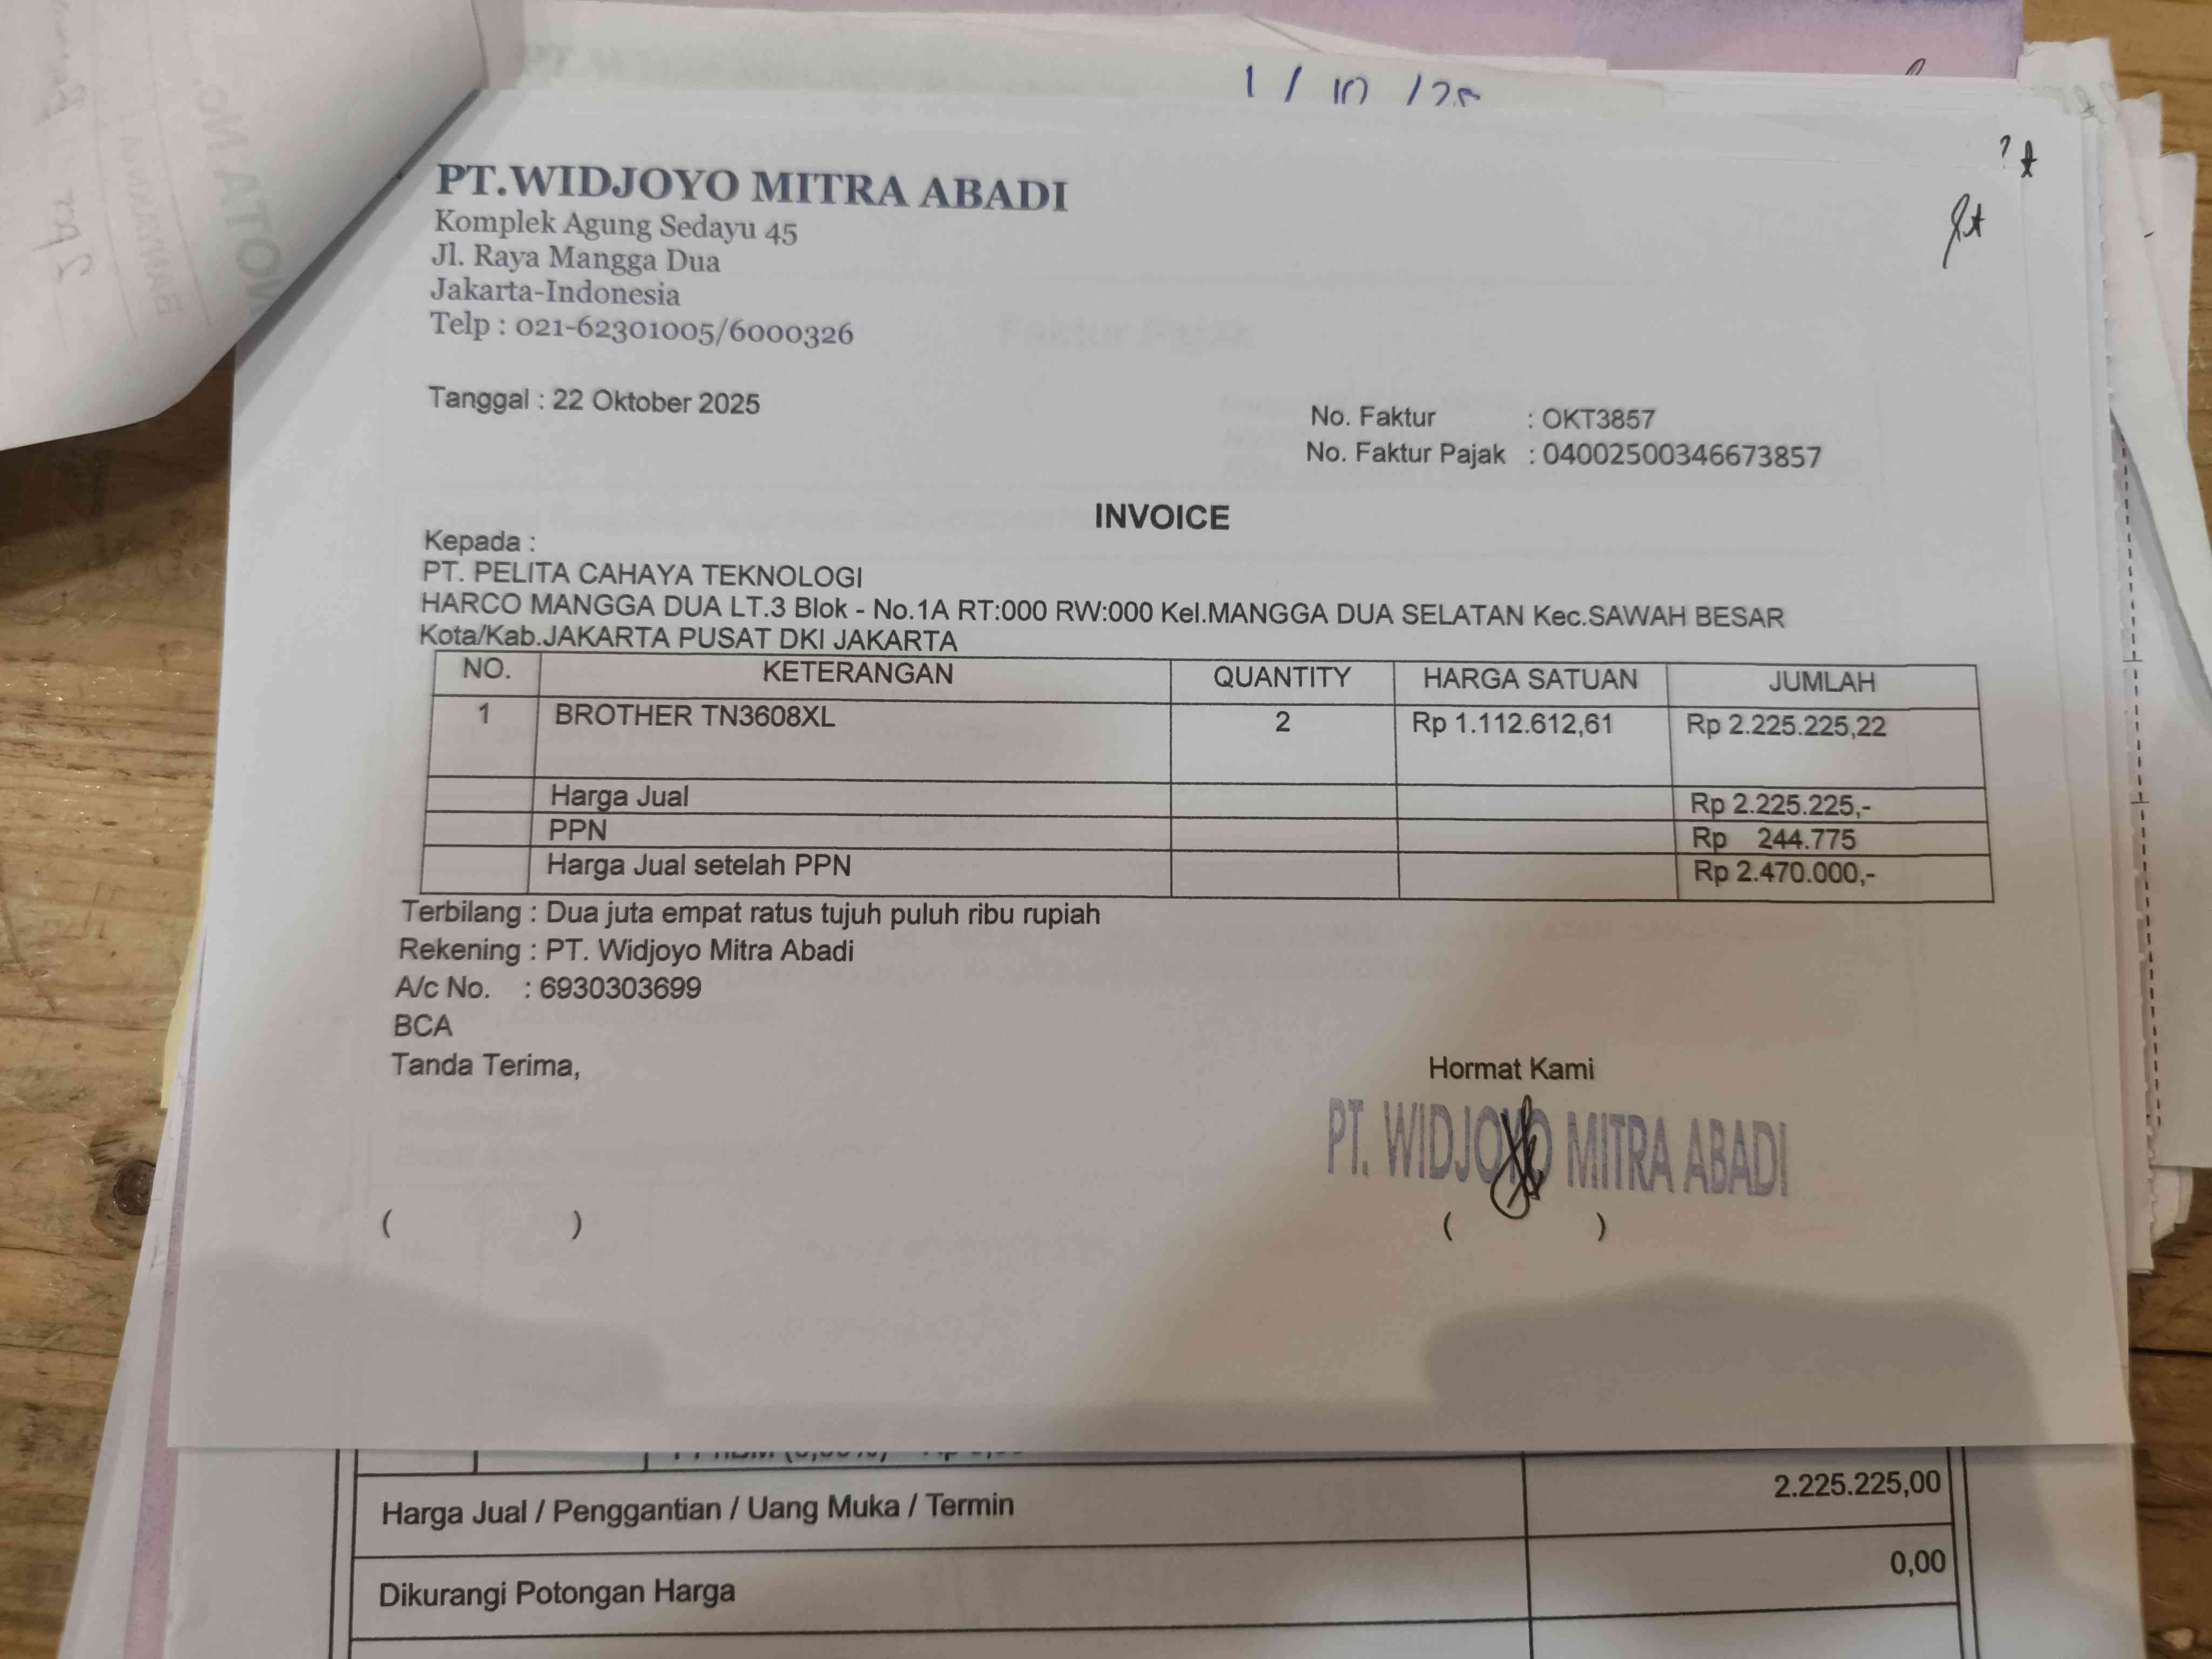 1 / 10 / 25
PT.WIDJOYO MITRA ABADI
Komplek Agung Sedayu 45
Jl. Raya Mangga Dua
Jakarta-Indonesia
Telp : 021-62301005/6000326
Tanggal : 22 Oktober 2025
No. Faktur : OKT3857
No. Faktur Pajak : 04002500346673857
INVOICE
Kepada :
PT. PELITA CAHAYA TEKNOLOGI
HARCO MANGGA DUA LT.3 Blok - No.1A RT:000 RW:000 Kel.MANGGA DUA SELATAN Kec.SAWAH BESAR
Kota/Kab.JAKARTA PUSAT DKI JAKARTA
NO. KETERANGAN QUANTITY HARGA SATUAN JUMLAH
1 BROTHER TN3608XL 2 Rp 1.112.612,61 Rp 2.225.225,22
Harga Jual Rp 2.225.225,-
PPN Rp 244.775
Harga Jual setelah PPN Rp 2.470.000,-
Terbilang : Dua juta empat ratus tujuh puluh ribu rupiah
Rekening : PT. Widjoyo Mitra Abadi
A/c No. : 6930303699
BCA
Tanda Terima,
Hormat Kami
PT. WIDJOYO MITRA ABADI
( ) ( )
Harga Jual / Penggantian / Uang Muka / Termin 2.225.225,00
Dikurangi Potongan Harga 0,00